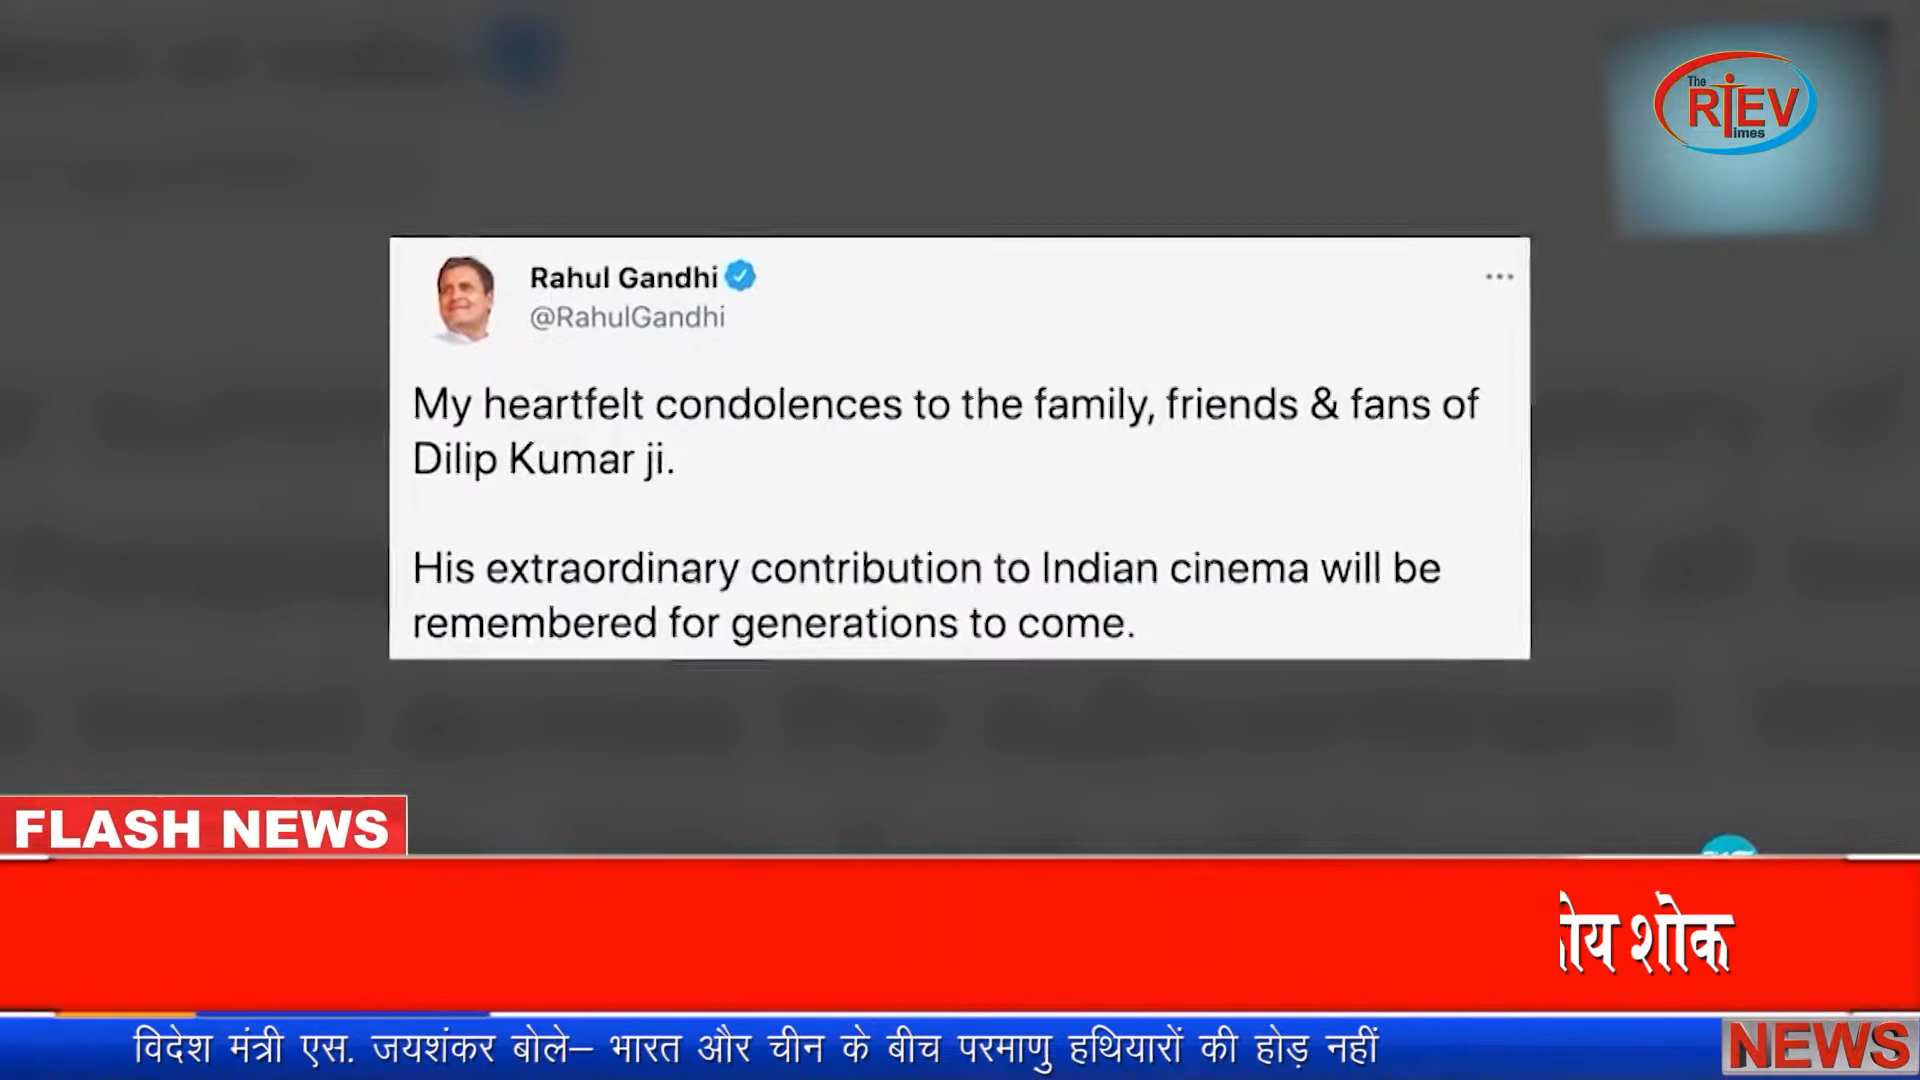 The
RTEV
Times
Rahul Gandhi
@RahulGandhi
My heartfelt condolences to the family, friends & fans of
Dilip Kumar ji.
His extraordinary contribution to Indian cinema will be
remembered for generations to come.
FLASH NEWS
शोक
विदेश मंत्री एस. जयशंकर बोले– भारत और चीन के बीच परमाणु हथियारों की होड़ नहीं
NEWS